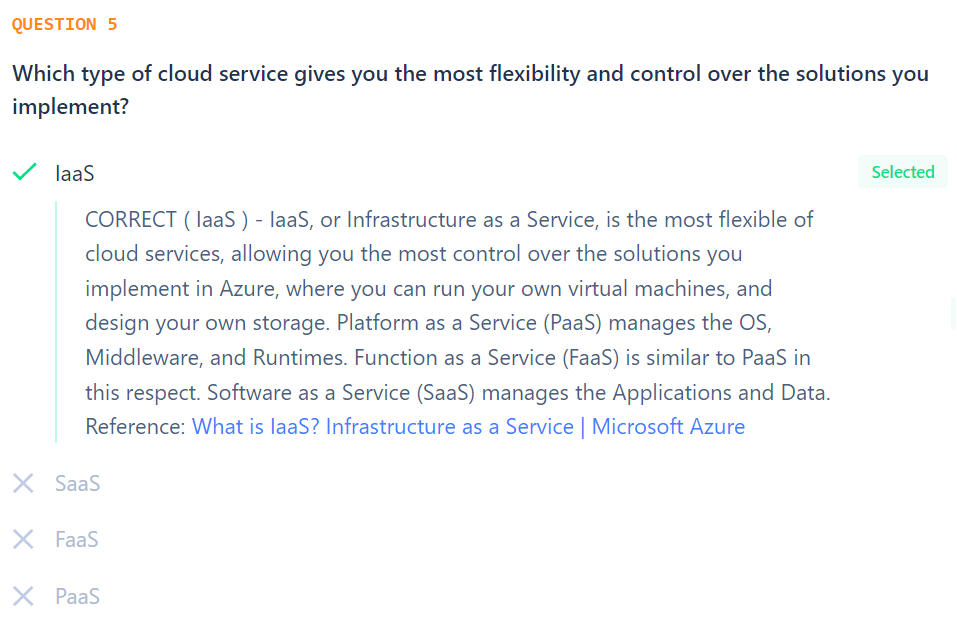 QUESTION 5
Which type of cloud service gives you the most flexibility and control over the solutions you
implement?
IaaS
Selected
CORRECT ( IaaS ) - IaaS, or Infrastructure as a Service, is the most flexible of
cloud services, allowing you the most control over the solutions you
implement in Azure, where you can run your own virtual machines, and
design your own storage. Platform as a Service (PaaS) manages the OS,
Middleware, and Runtimes. Function as a Service (FaaS) is similar to PaaS in
this respect. Software as a Service (SaaS) manages the Applications and Data.
Reference: What is IaaS? Infrastructure as a Service | Microsoft Azure
SaaS
FaaS
PaaS